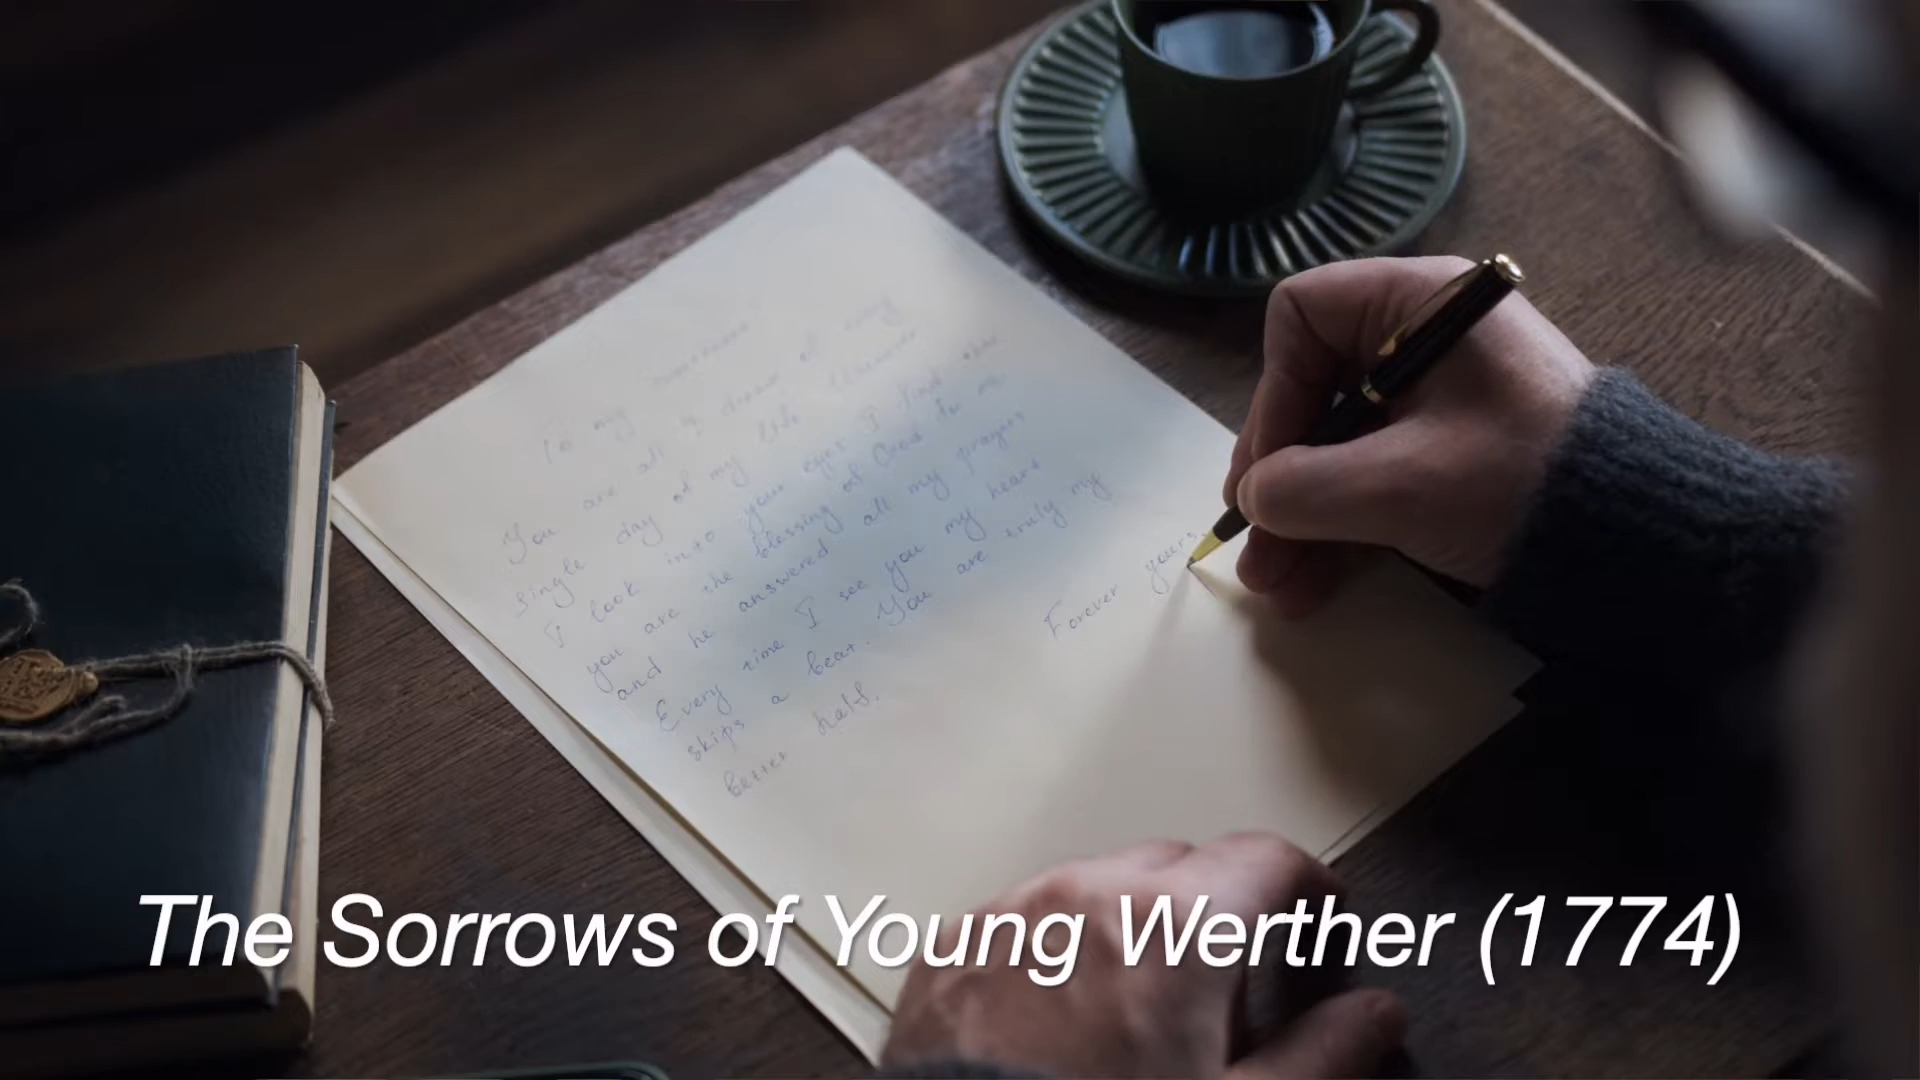 To my
You are all I dream of every
single day of my life
I look into your eyes I find
you are the blessing of God to me
and he answered all my prayers
Every time I see you my heart
skips a beat. You are truly my
better half.
Forever yours,
The Sorrows of Young Werther (1774)